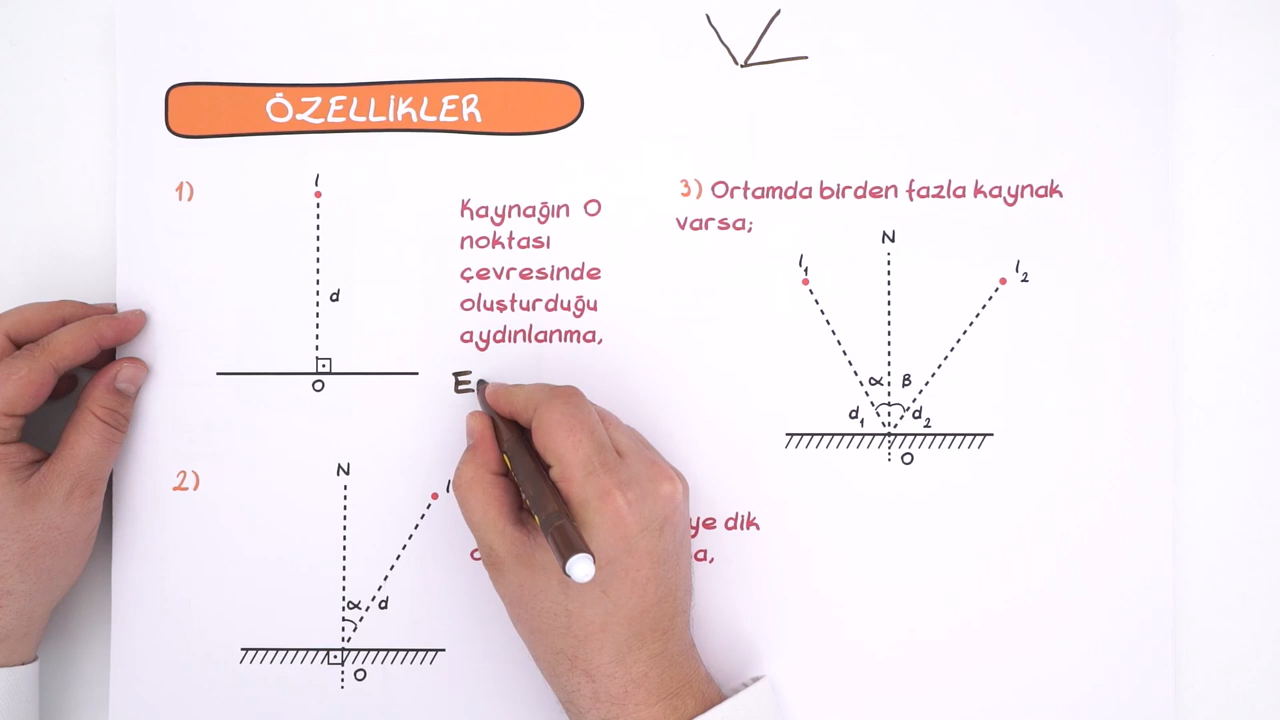 ÖZELLİKLER
1)
I
d
O
Kaynağın O
noktası
çevresinde
oluşturduğu
aydınlanma,
E
2)
N
I
α d
O
ye dik
a,
3) Ortamda birden fazla kaynak
varsa;
N
I1
I2
α β
d1 d2
O